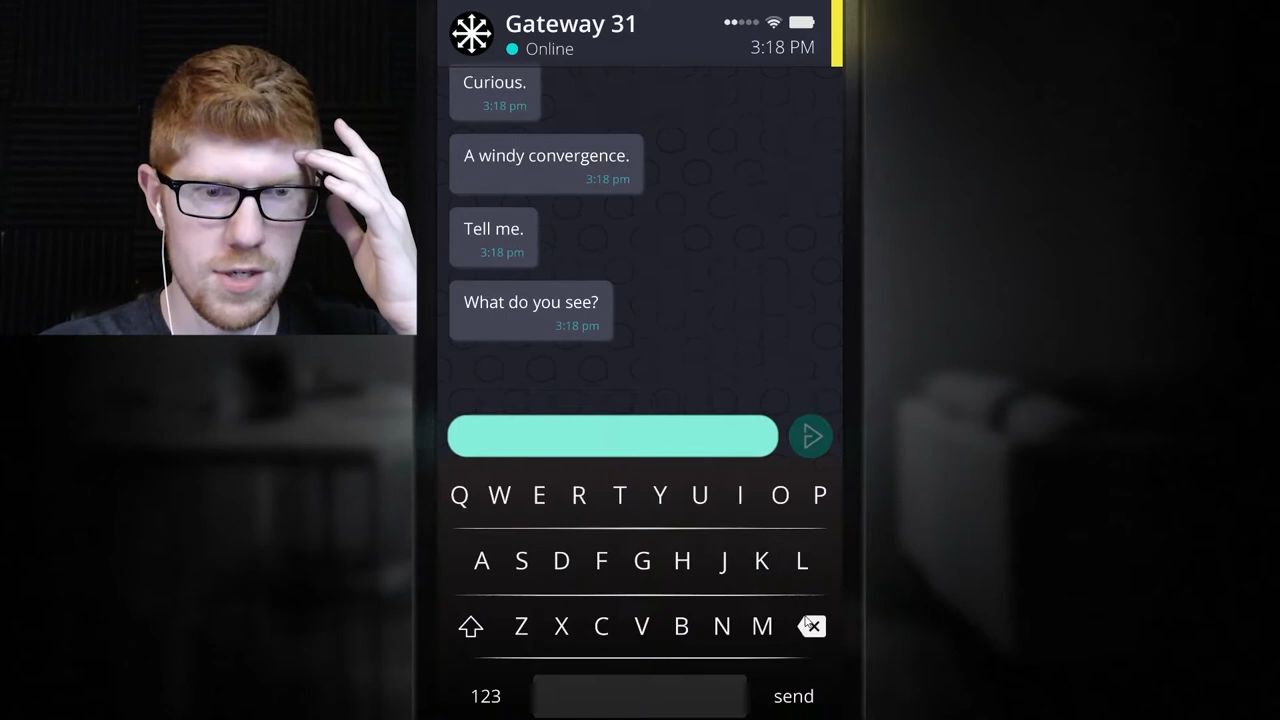 Gateway 31
Online
3:18 PM
Curious.
3:18 pm
A windy convergence.
3:18 pm
Tell me.
3:18 pm
What do you see?
3:18 pm
Q W E R T Y U I O P
A S D F G H J K L
Z X C V B N M
123 send